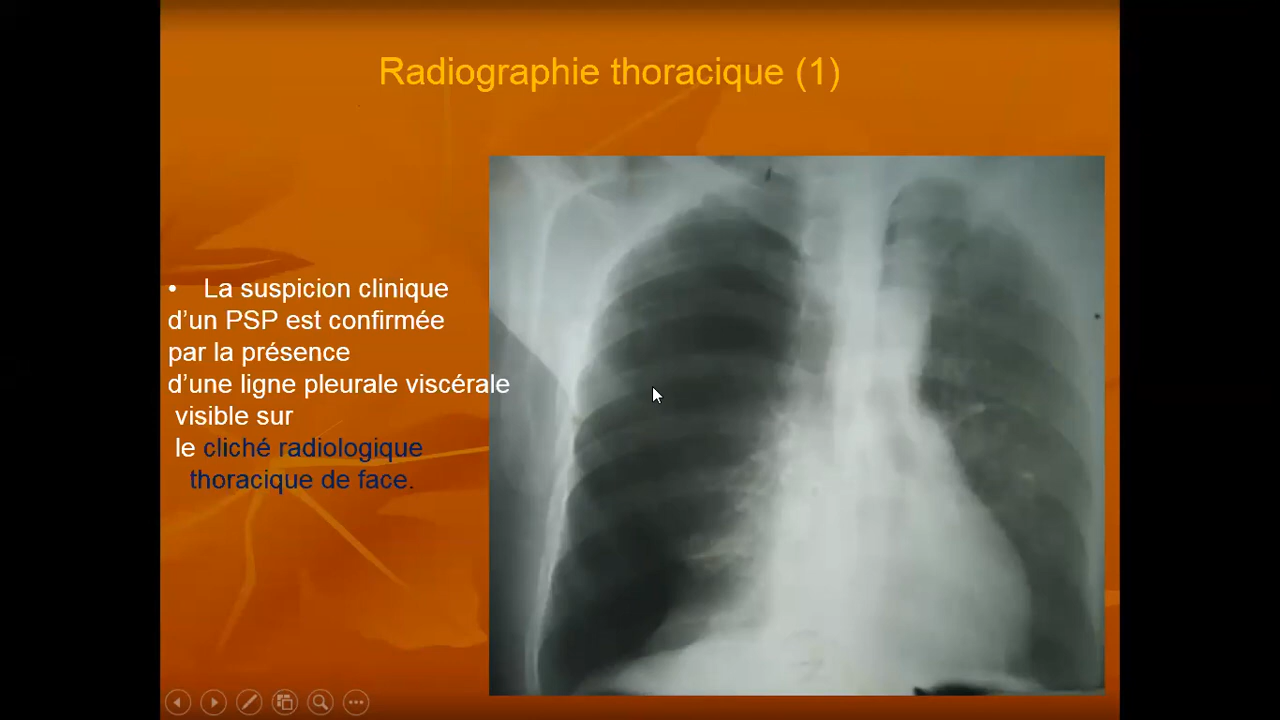 Radiographie thoracique (1)
• La suspicion clinique
d’un PSP est confirmée
par la présence
d’une ligne pleurale viscérale
visible sur
le cliché radiologique
thoracique de face.